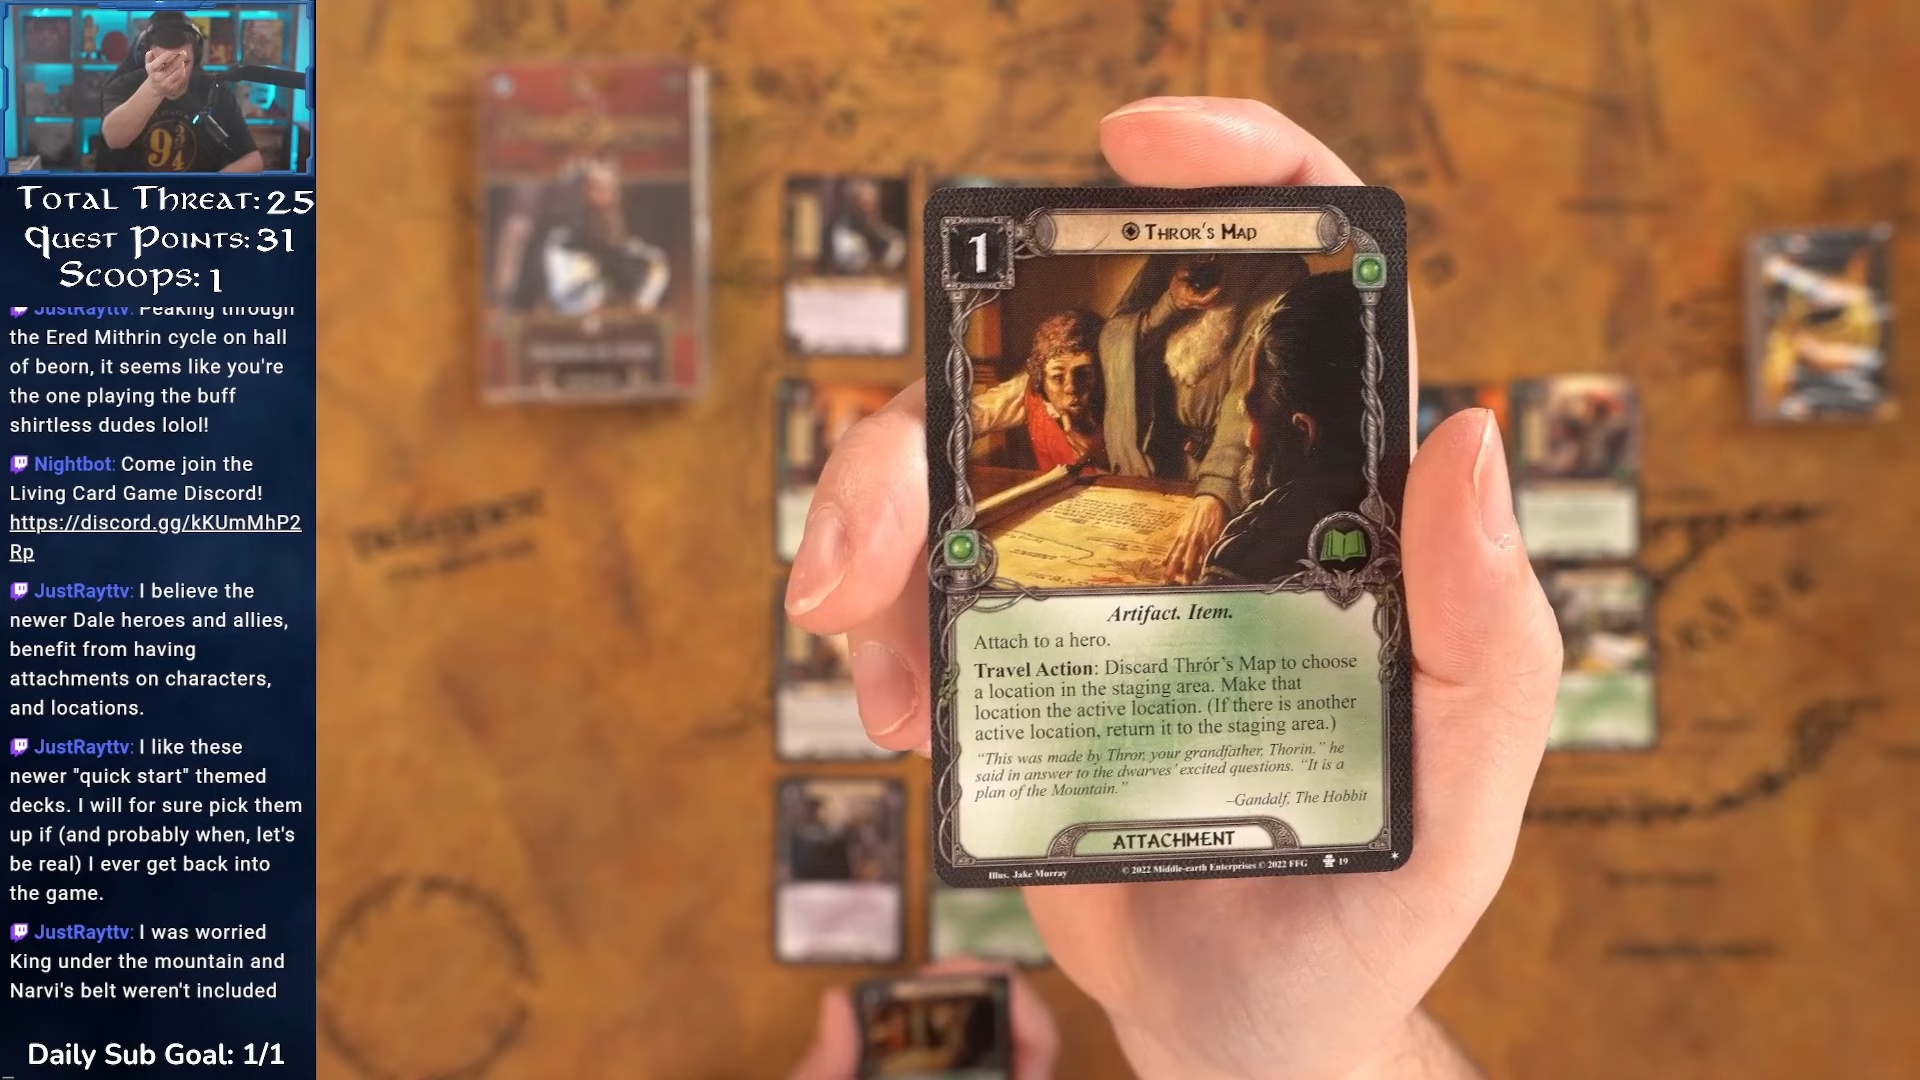 9 3/4
Total Threat: 25
Quest Points: 31
Scoops: 1
JustRayttv: Peaking through
the Ered Mithrin cycle on hall
of beorn, it seems like you're
the one playing the buff
shirtless dudes lolol!
Nightbot: Come join the
Living Card Game Discord!
https://discord.gg/kKUmMhP2
Rp
JustRayttv: I believe the
newer Dale heroes and allies,
benefit from having
attachments on characters,
and locations.
JustRayttv: I like these
newer "quick start" themed
decks. I will for sure pick them
up if (and probably when, let's
be real) I ever get back into
the game.
JustRayttv: I was worried
King under the mountain and
Narvi's belt weren't included
Daily Sub Goal: 1/1
1
Thror's Map
Artifact. Item.
Attach to a hero.
Travel Action: Discard Thrór's Map to choose
a location in the staging area. Make that
location the active location. (If there is another
active location, return it to the staging area.)
"This was made by Thror, your grandfather, Thorin." he
said in answer to the dwarves' excited questions. "It is a
plan of the Mountain."
–Gandalf, The Hobbit
ATTACHMENT
Illus. Jake Murray
© 2022 Middle-earth Enterprises © 2022 FFG
19